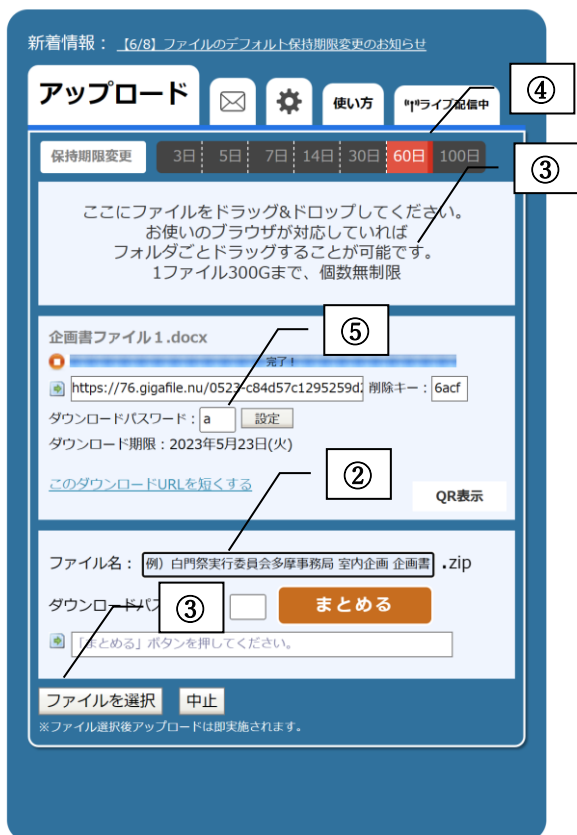 新着情報： 【6/8】ファイルのデフォルト保持期限変更のお知らせ
アップロード 使い方 ライブ配信中
④
保持期限変更 3日 5日 7日 14日 30日 60日 100日
③
ここにファイルをドラッグ&ドロップしてください。
お使いのブラウザが対応していれば
フォルダごとドラッグすることが可能です。
1ファイル300Gまで、個数無制限
⑤
企画書ファイル１.docx
完了！
https://76.gigafile.nu/0523-c84d57c1295259d 削除キー： 6acf
ダウンロードパスワード： a 設定
ダウンロード期限：2023年5月23日(火)
②
このダウンロードURLを短くする
QR表示
ファイル名： 例）白門祭実行委員会多摩事務局 室内企画 企画書 .zip
ダウンロードパス ③ まとめる
「まとめる」ボタンを押してください。
ファイルを選択 中止
※ファイル選択後アップロードは即実施されます。